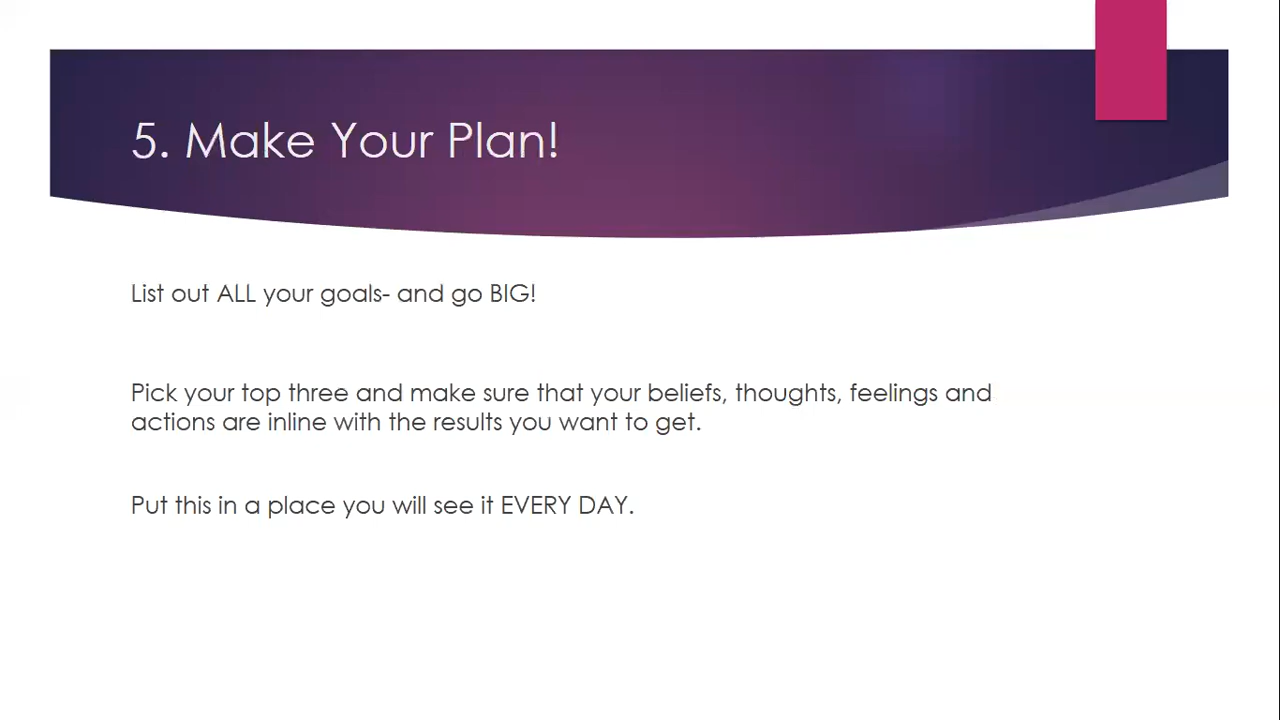 5. Make Your Plan!
List out ALL your goals- and go BIG!
Pick your top three and make sure that your beliefs, thoughts, feelings and
actions are inline with the results you want to get.
Put this in a place you will see it EVERY DAY.